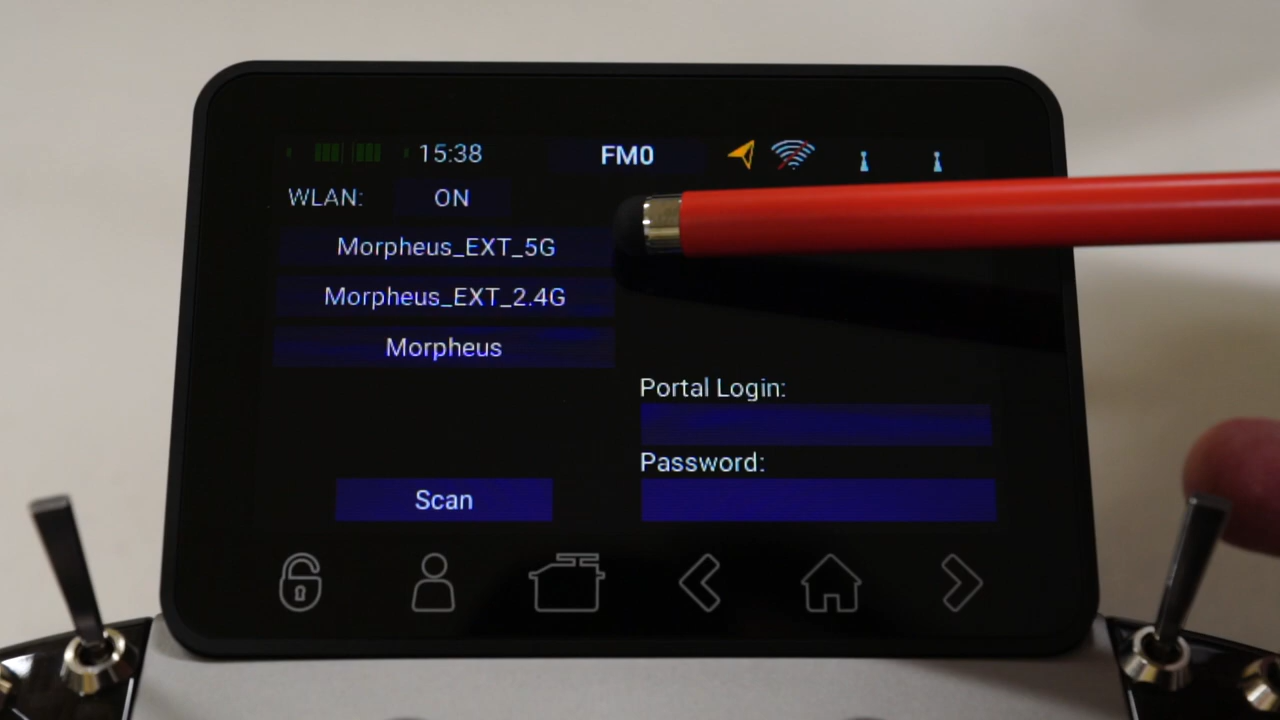 15:38 FM0
WLAN: ON
Morpheus_EXT_5G
Morpheus_EXT_2.4G
Morpheus
Portal Login:
Password:
Scan